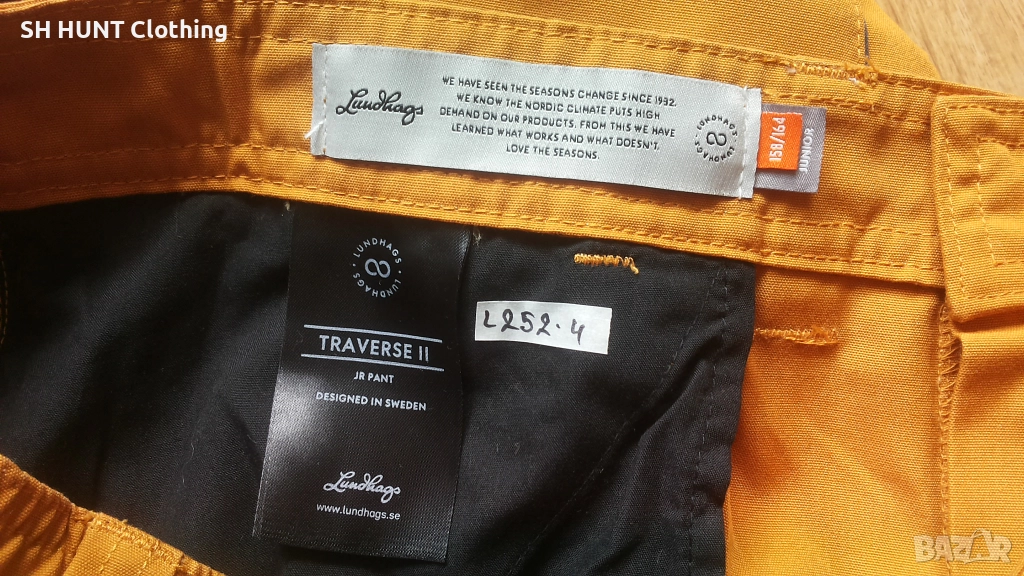 SH HUNT Clothing
Lundhags
WE HAVE SEEN THE SEASONS CHANGE SINCE 1932.
WE KNOW THE NORDIC CLIMATE PUTS HIGH
DEMAND ON OUR PRODUCTS. FROM THIS WE HAVE
LEARNED WHAT WORKS AND WHAT DOESN'T.
LOVE THE SEASONS.
LUNDHAGS · LUNDHAGS ·
158/164
JUNIOR
LUNDHAGS · LUNDHAGS ·
TRAVERSE II
JR PANT
DESIGNED IN SWEDEN
Lundhags
www.lundhags.se
L252.4
BAZAR